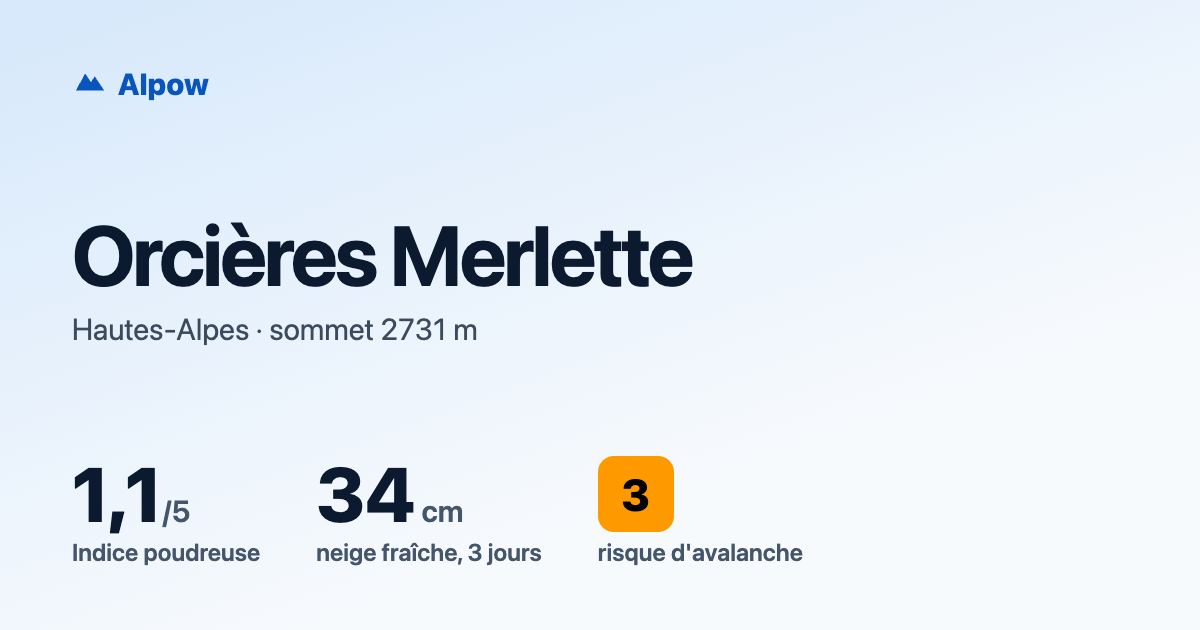 Alpow
Orcières Merlette
Hautes-Alpes · sommet 2731 m
1,1/5
Indice poudreuse
34 cm
neige fraîche, 3 jours
3
risque d'avalanche